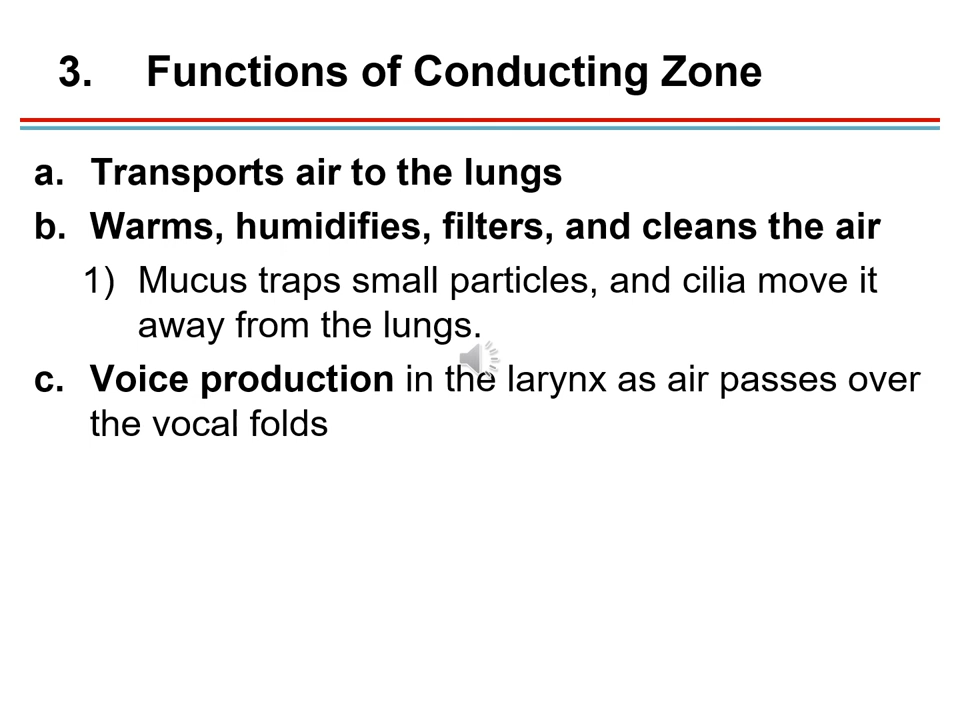 3. Functions of Conducting Zone
a. Transports air to the lungs
b. Warms, humidifies, filters, and cleans the air
1) Mucus traps small particles, and cilia move it
away from the lungs.
c. Voice production in the larynx as air passes over
the vocal folds